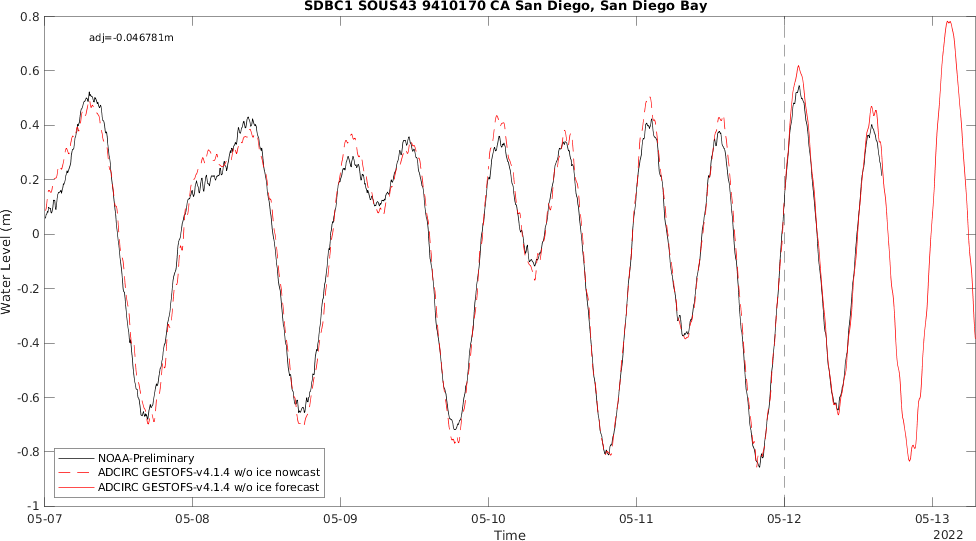 SDBC1 SOUS43 9410170 CA San Diego, San Diego Bay
adj=-0.046781m
0.8
0.6
0.4
0.2
0
-0.2
-0.4
-0.6
-0.8
-1
Water Level (m)
NOAA-Preliminary
ADCIRC GESTOFS-v4.1.4 w/o ice nowcast
ADCIRC GESTOFS-v4.1.4 w/o ice forecast
05-07 05-08 05-09 05-10 05-11 05-12 05-13
Time
2022